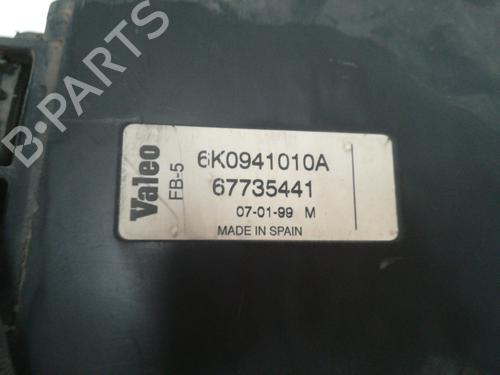 Valeo
FB-5
6K0941010A
67735441
07-01-99 M
MADE IN SPAIN
B-PARTS